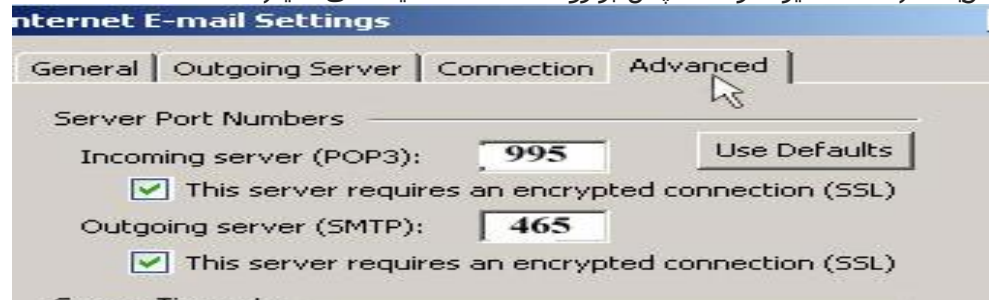 nternet E-mail Settings
General Outgoing Server Connection Advanced
Server Port Numbers
Incoming server (POP3): 995 Use Defaults
This server requires an encrypted connection (SSL)
Outgoing server (SMTP): 465
This server requires an encrypted connection (SSL)